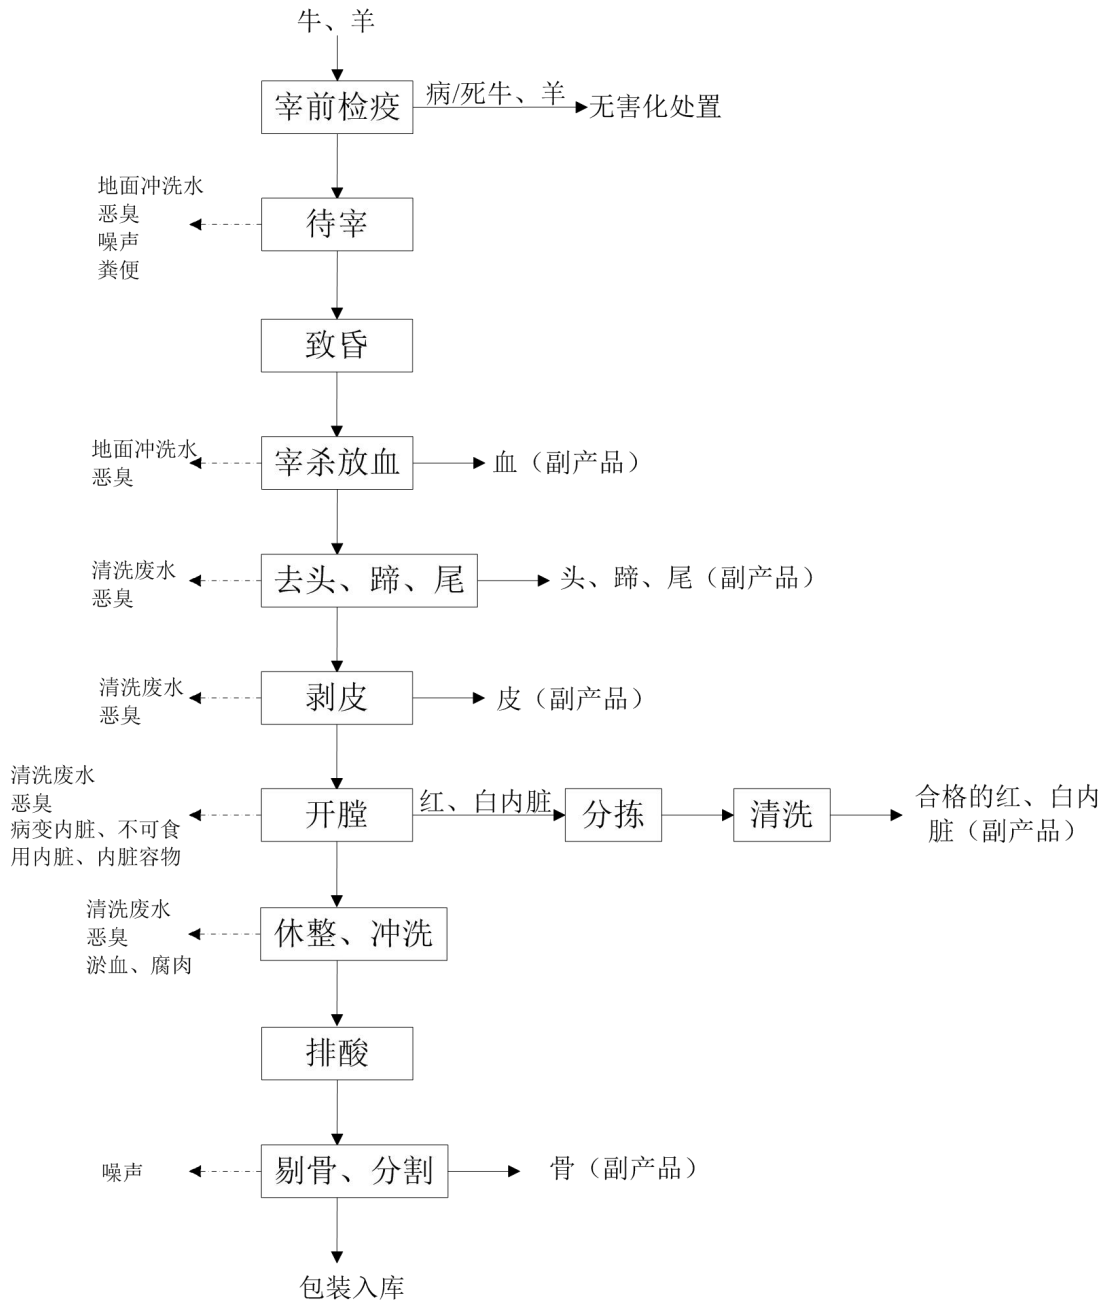 牛、羊
宰前检疫
病/死牛、羊
无害化处置
地面冲洗水
恶臭
噪声
粪便
待宰
致昏
地面冲洗水
恶臭
宰杀放血
血（副产品）
清洗废水
恶臭
去头、蹄、尾
头、蹄、尾（副产品）
清洗废水
恶臭
剥皮
皮（副产品）
清洗废水
恶臭
病变内脏、不可食
用内脏、内脏容物
开膛
红、白内脏
分拣
清洗
合格的红、白内
脏（副产品）
清洗废水
恶臭
淤血、腐肉
休整、冲洗
排酸
噪声
剔骨、分割
骨（副产品）
包装入库